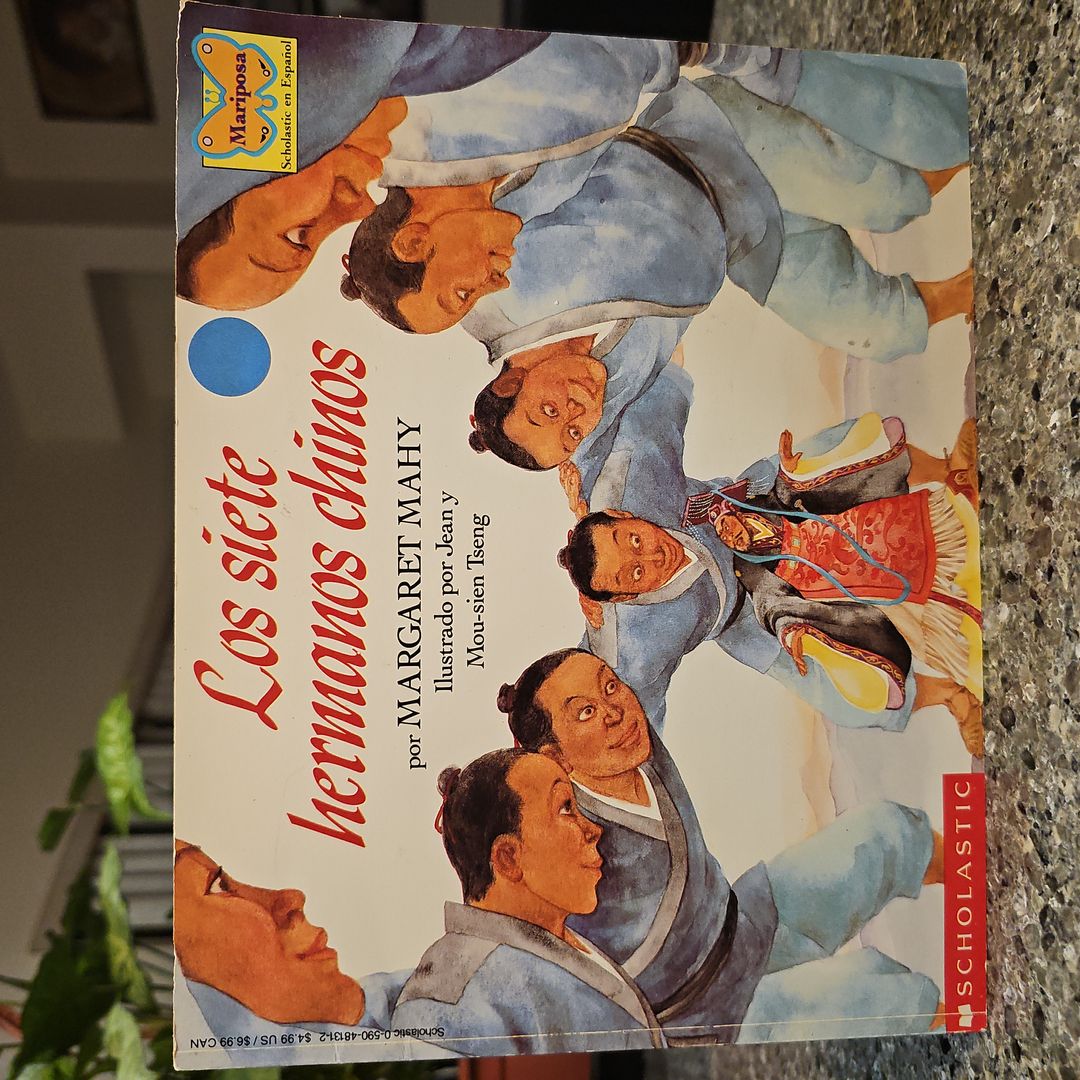 Los siete
hermanos chinos
por MARGARET MAHY
Ilustrado por Jean y
Mou-sien Tseng
Mariposa
Scholastic en Español
SCHOLASTIC
Scholastic 0-590-48131-2 $4.99 US / $6.99 CAN